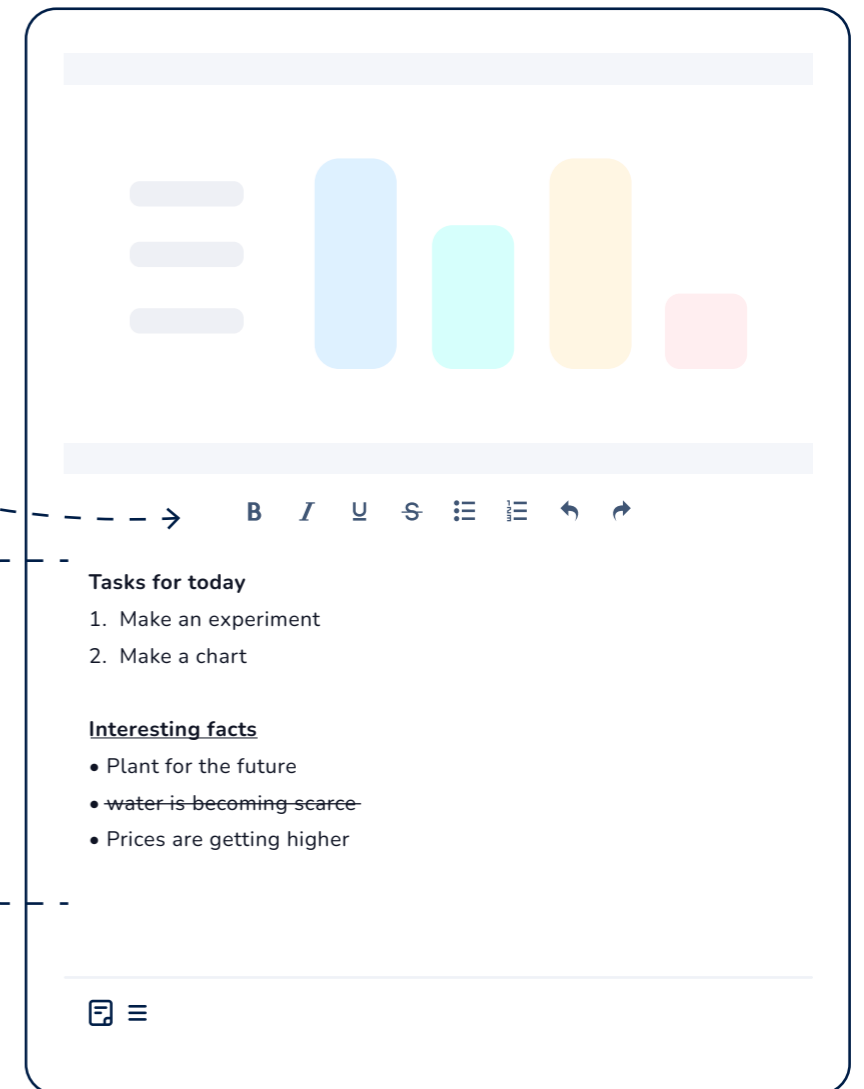 B I U S
Tasks for today
1. Make an experiment
2. Make a chart
Interesting facts
• Plant for the future
• water is becoming scarce
• Prices are getting higher